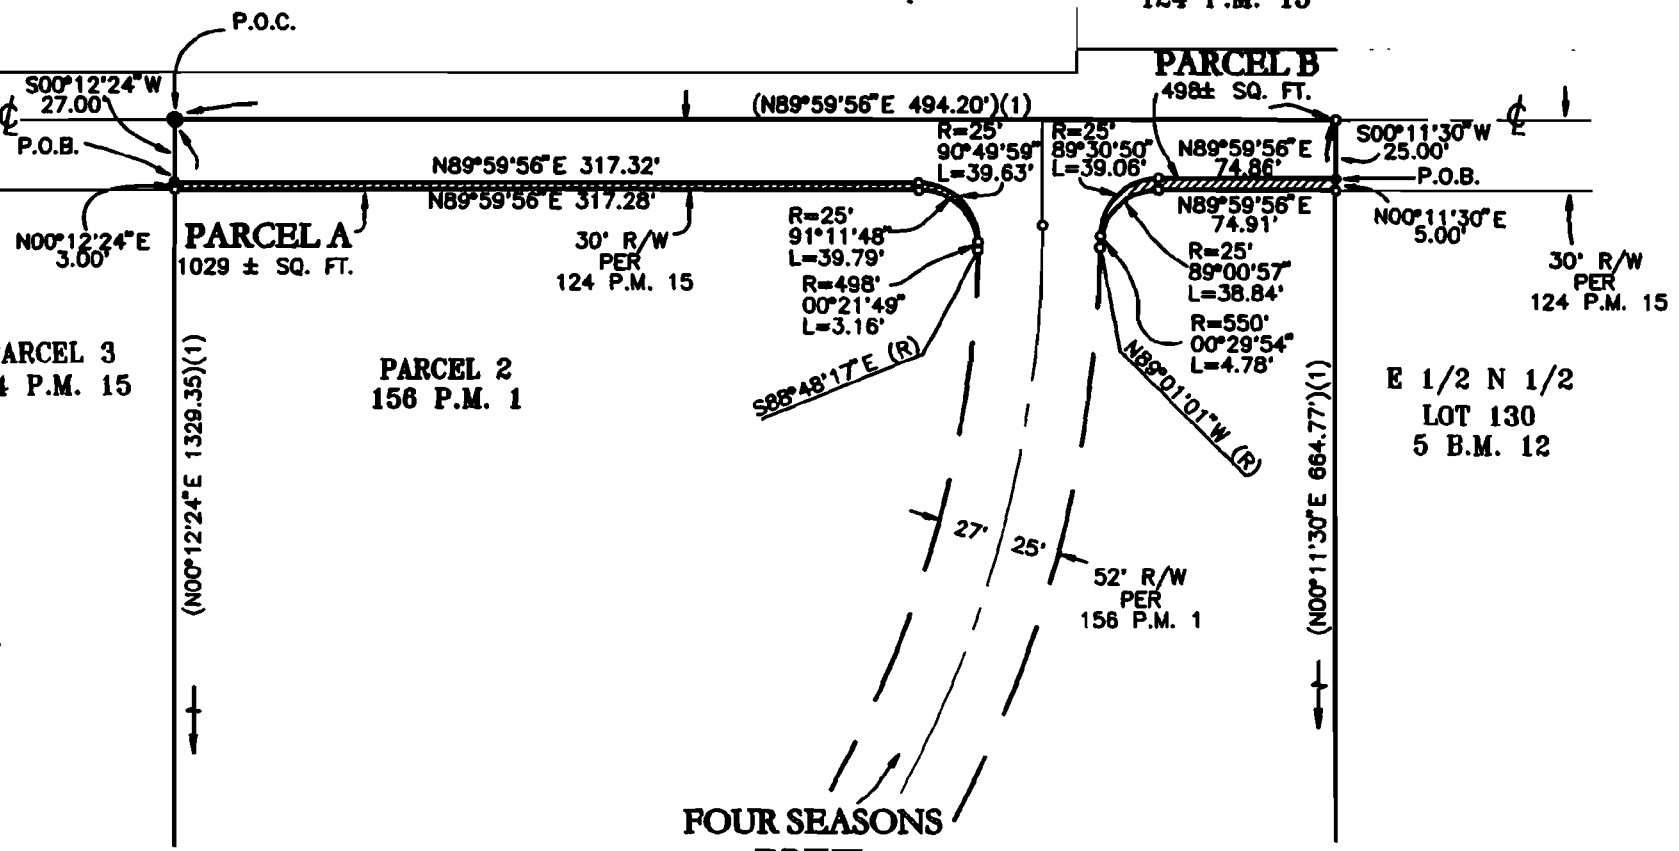 124 P.M. 15
P.O.C.
PARCEL B
498± SQ. FT.
S00°12'24"W
27.00'
(N89°59'56"E 494.20')(1)
℄
℄
P.O.B.
R=25'
90°49'59"
L=39.63'
R=25'
89°30'50"
L=39.06'
N89°59'56"E
74.86'
S00°11'30"W
25.00'
P.O.B.
N89°59'56"E 317.32'
N89°59'56"E 317.28'
N89°59'56"E
74.91'
N00°11'30"E
5.00'
N00°12'24"E
3.00'
PARCEL A
1029 ± SQ. FT.
30' R/W
PER
124 P.M. 15
R=25'
91°11'48"
L=39.79'
R=498'
00°21'49"
L=3.16'
R=25'
89°00'57"
L=38.84'
R=550'
00°29'54"
L=4.78'
30' R/W
PER
124 P.M. 15
S88°48'17"E (R)
N89°01'01"W (R)
ARCEL 3
4 P.M. 15
PARCEL 2
156 P.M. 1
E 1/2 N 1/2
LOT 130
5 B.M. 12
(N00°12'24"E 1329.35)(1)
(N00°11'30"E 664.77')(1)
27' 25'
52' R/W
PER
156 P.M. 1
FOUR SEASONS